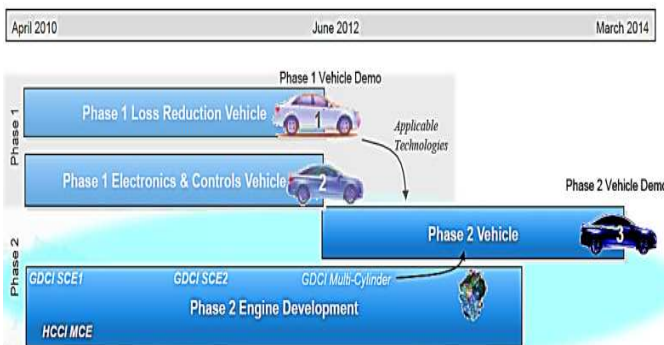 April 2010 June 2012 March 2014
Phase 1 Vehicle Demo
Phase 1
Phase 1 Loss Reduction Vehicle
1
Applicable
Technologies
Phase 1 Electronics & Controls Vehicle
2
Phase 2 Vehicle Demo
Phase 2 Vehicle
3
Phase 2
GDCI SCE1 GDCI SCE2 GDCI Multi-Cylinder
Phase 2 Engine Development
HCCI MCE